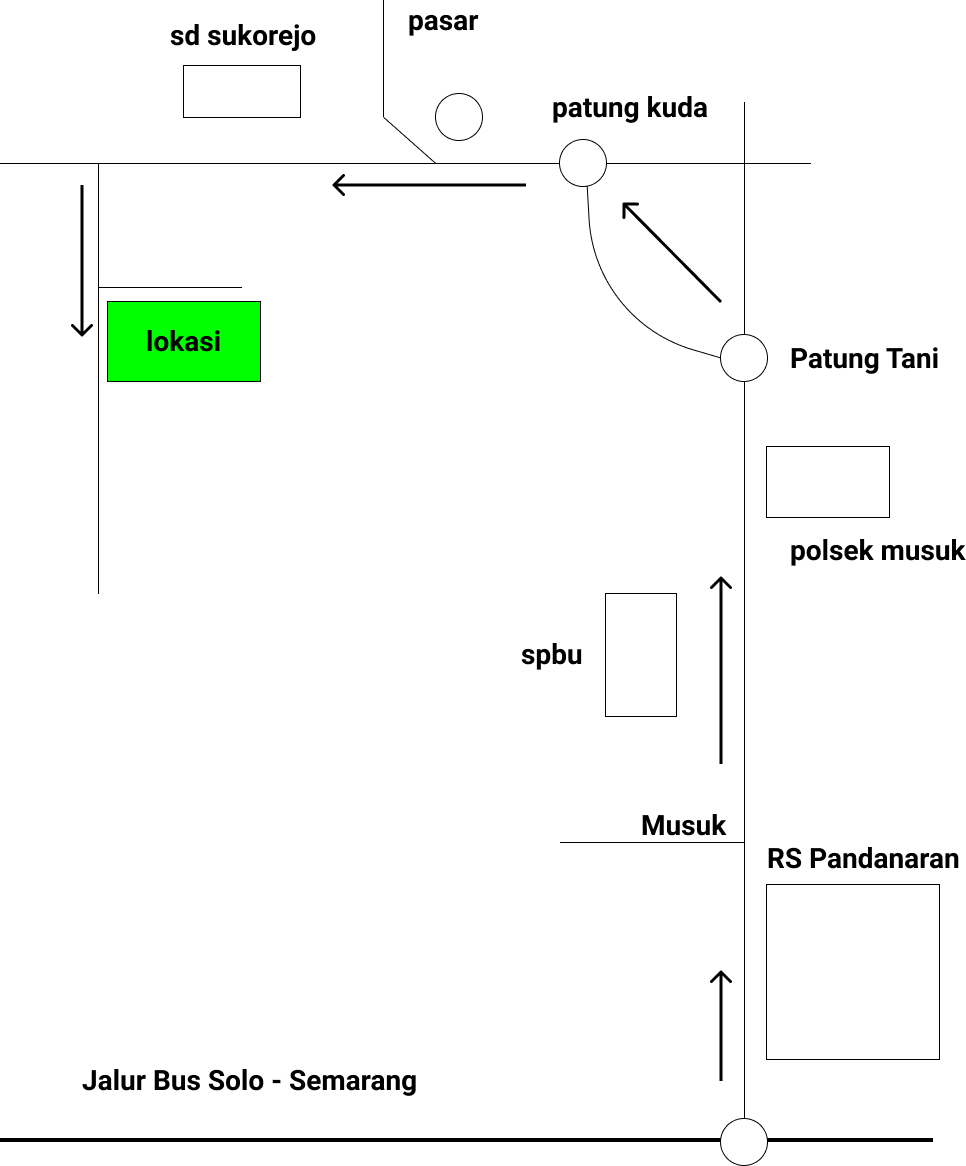 pasar
sd sukorejo
patung kuda
lokasi
Patung Tani
polsek musuk
spbu
Musuk
RS Pandanaran
Jalur Bus Solo - Semarang